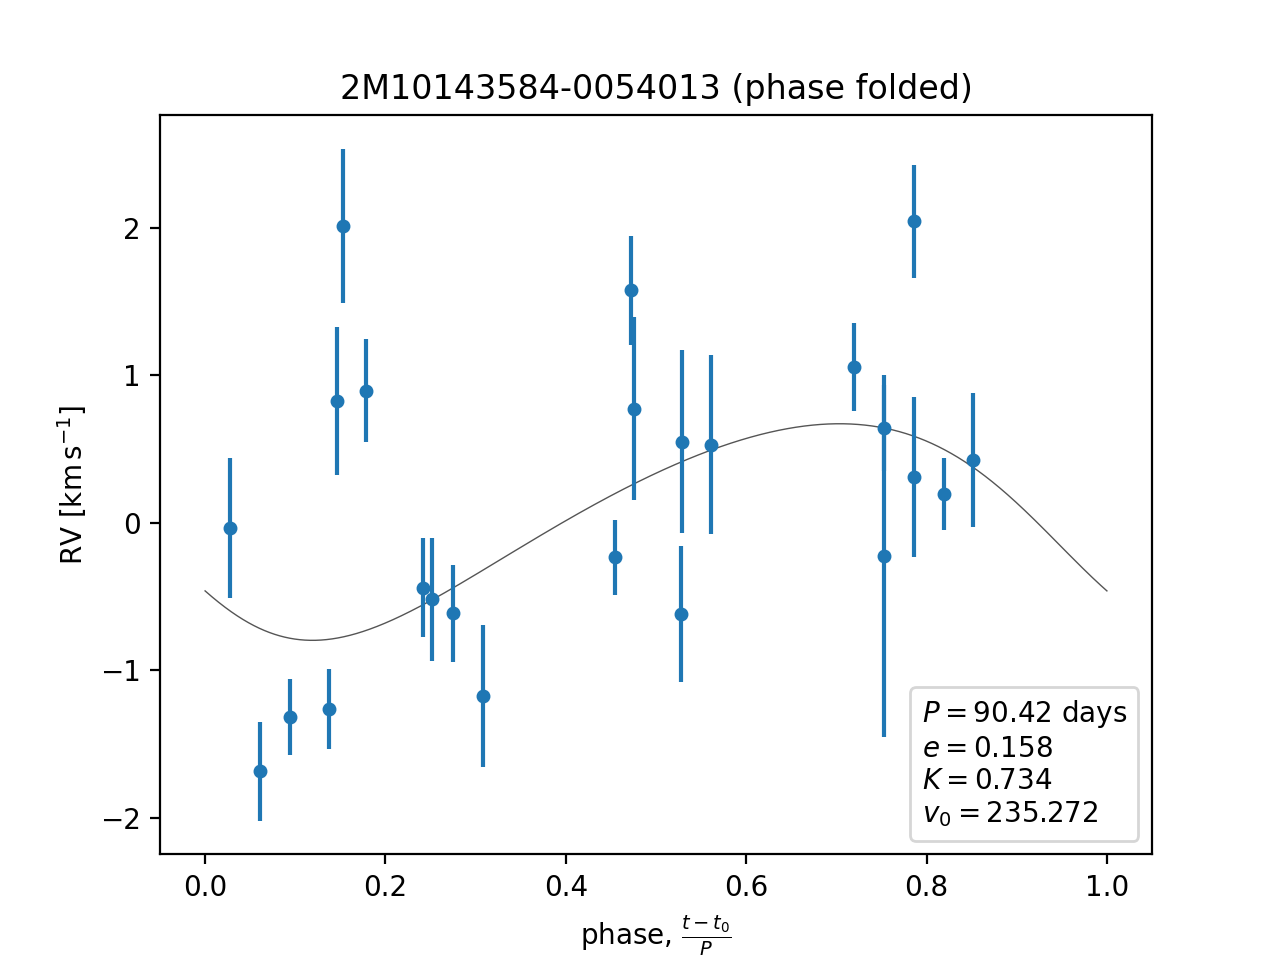 2M10143584-0054013 (phase folded)
RV [km s⁻¹]
2
1
0
−1
−2
P = 90.42 days
e = 0.158
K = 0.734
v₀ = 235.272
0.0 0.2 0.4 0.6 0.8 1.0
phase, (t − t₀)/P